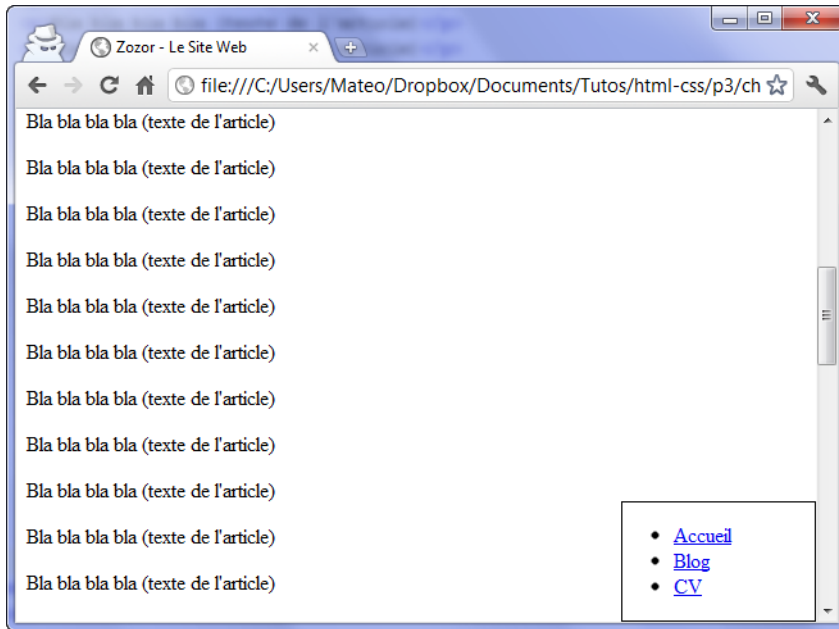 Zozor - Le Site Web
file:///C:/Users/Mateo/Dropbox/Documents/Tutos/html-css/p3/ch
Bla bla bla bla (texte de l'article)
Bla bla bla bla (texte de l'article)
Bla bla bla bla (texte de l'article)
Bla bla bla bla (texte de l'article)
Bla bla bla bla (texte de l'article)
Bla bla bla bla (texte de l'article)
Bla bla bla bla (texte de l'article)
Bla bla bla bla (texte de l'article)
Bla bla bla bla (texte de l'article)
Bla bla bla bla (texte de l'article)
Bla bla bla bla (texte de l'article)
Accueil
Blog
CV